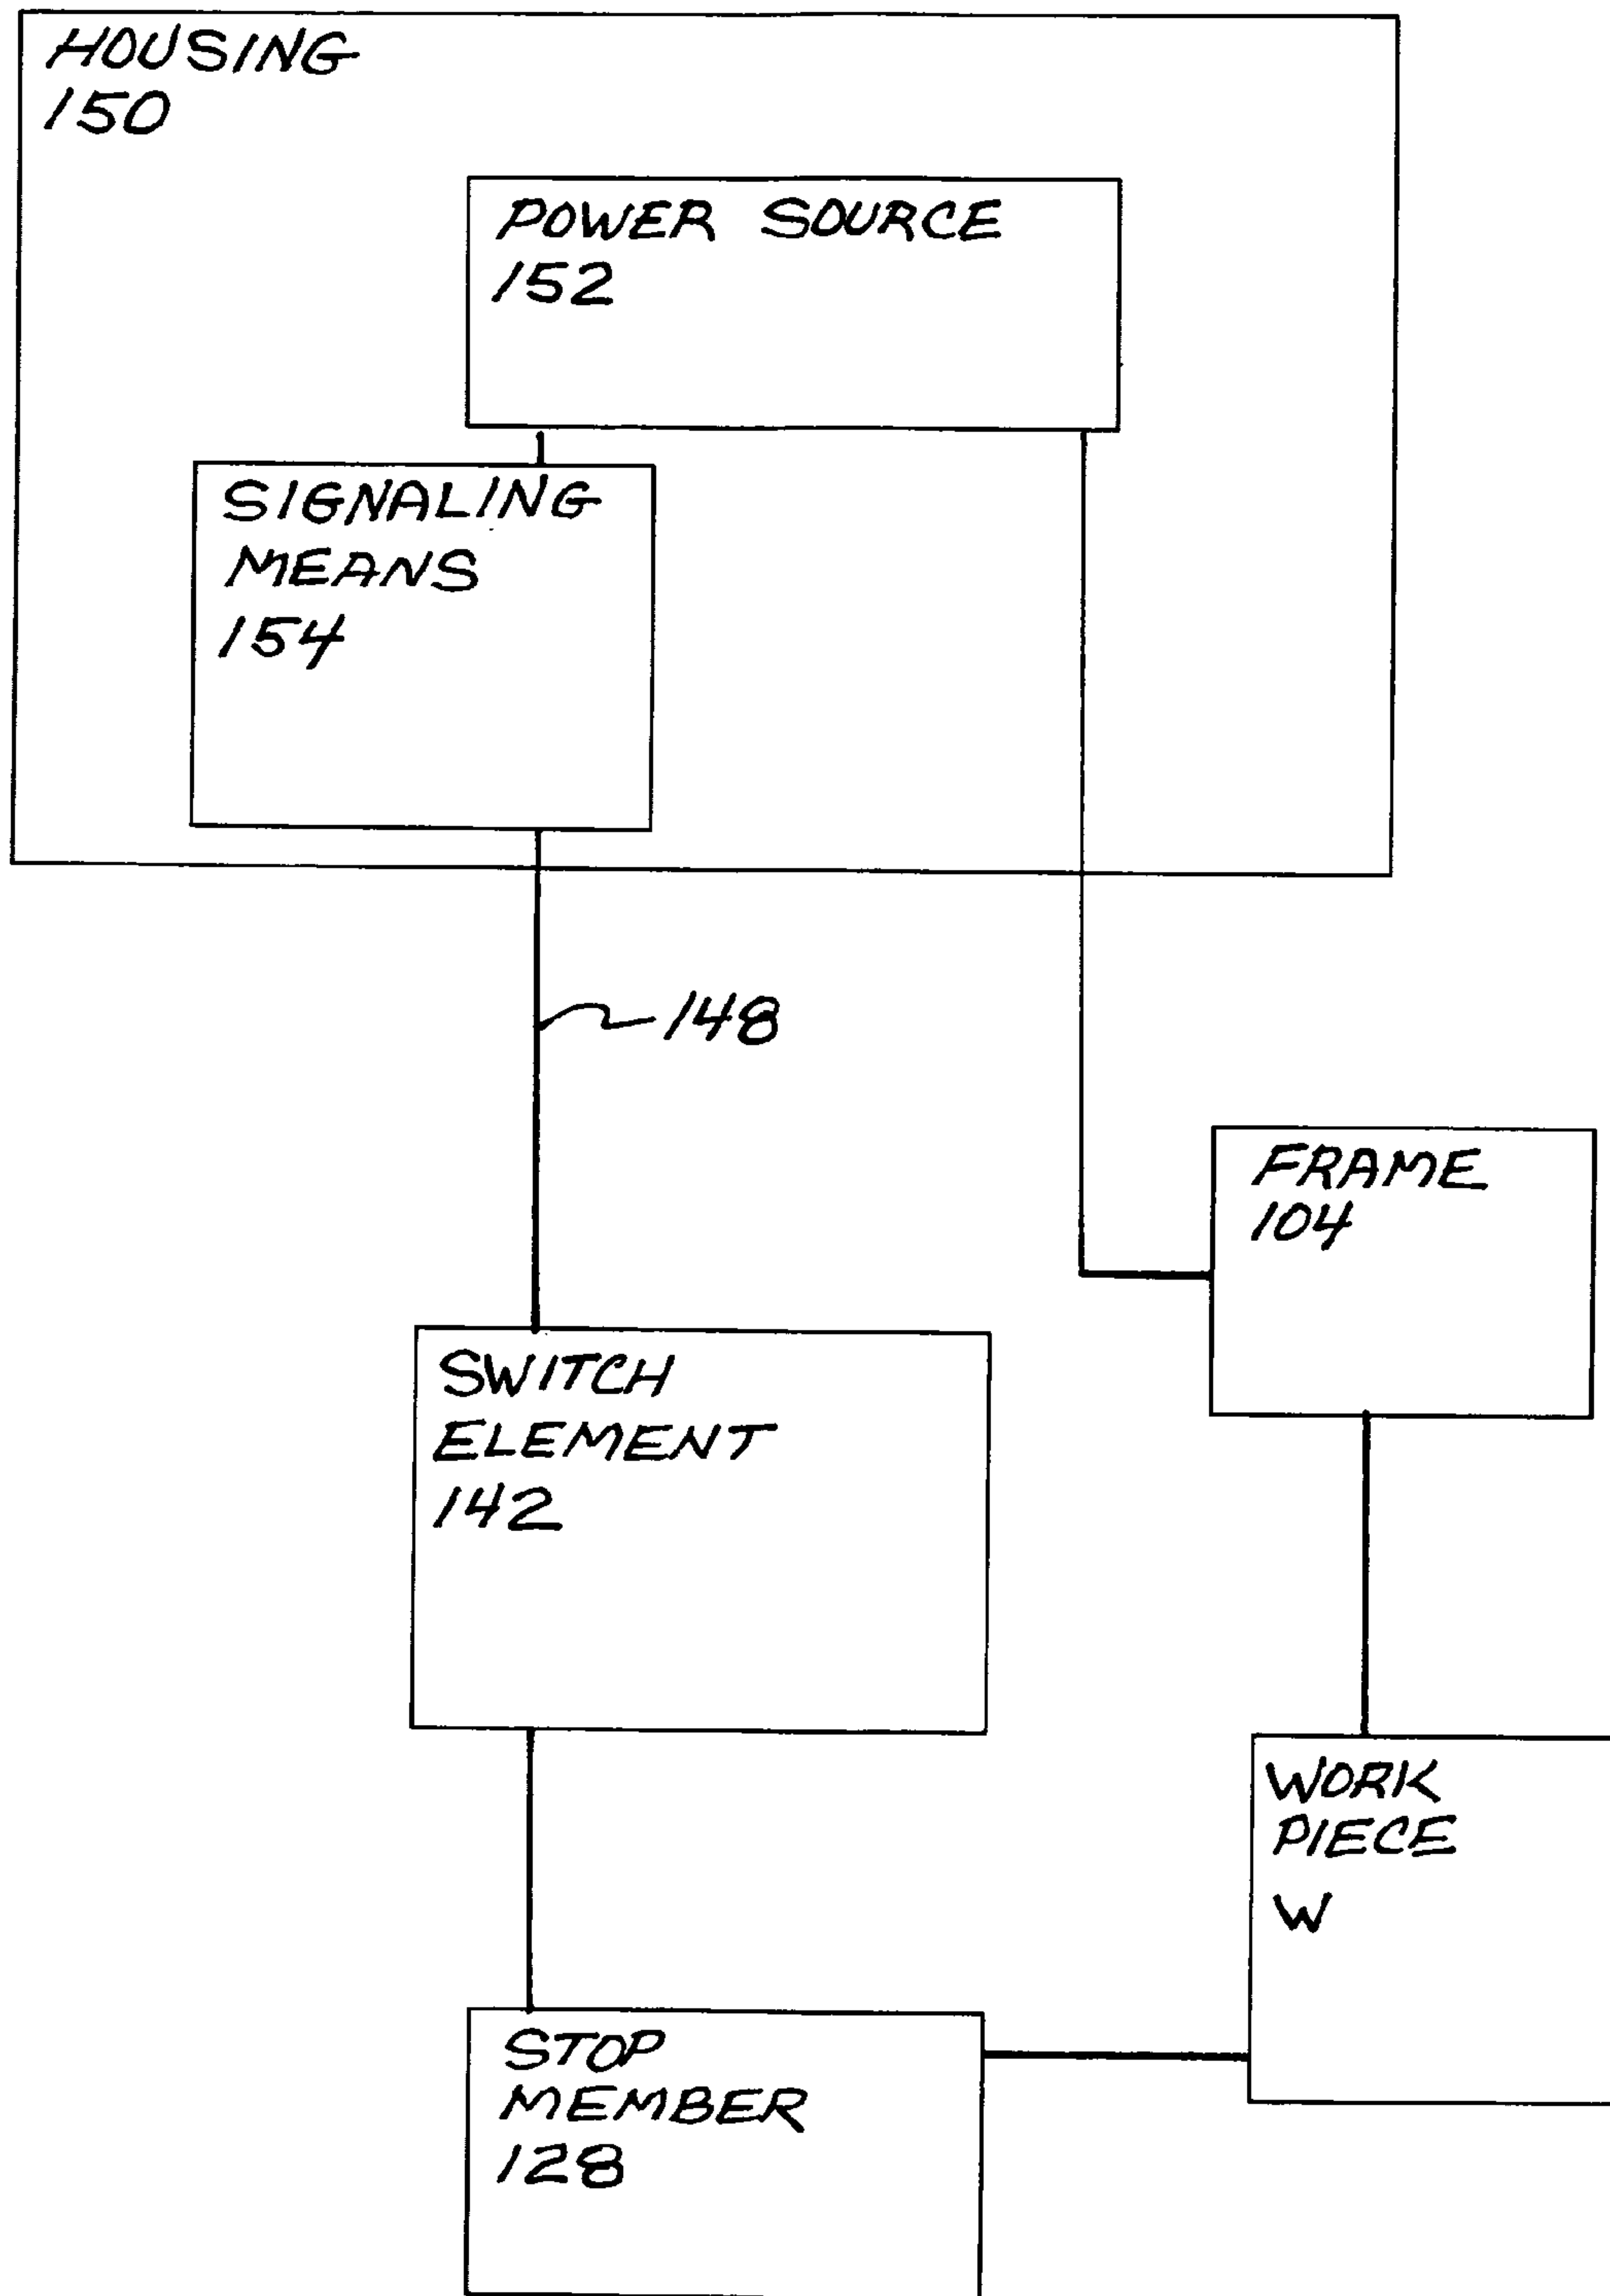 HOUSING
150
POWER SOURCE
152
SIGNALING
MEANS
154
148
FRAME
104
SWITCH
ELEMENT
142
WORK
PIECE
W
STOP
MEMBER
128